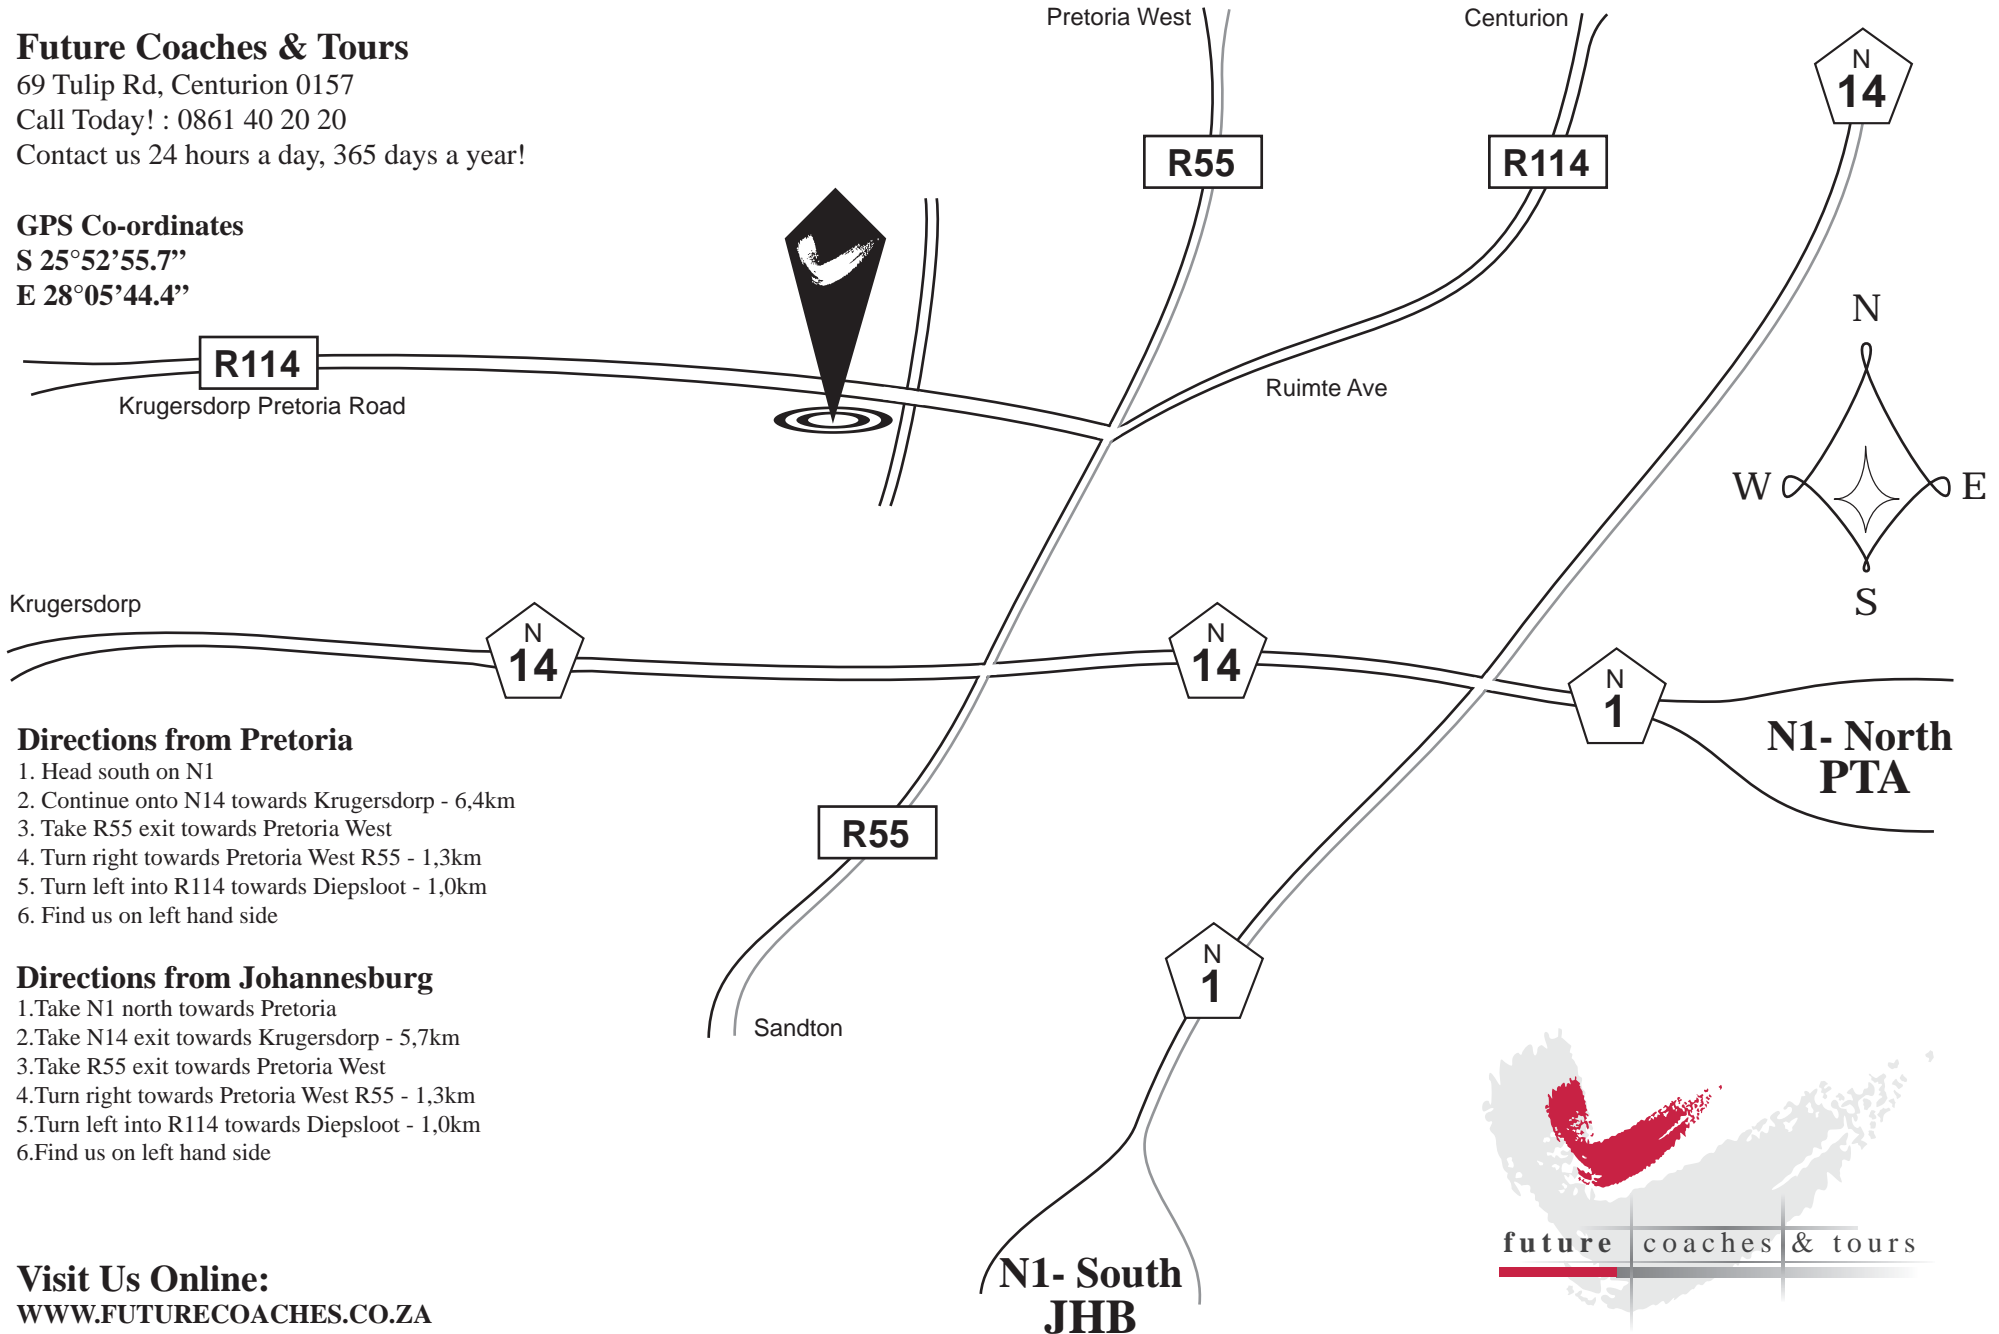 Future Coaches & Tours
69 Tulip Rd, Centurion 0157
Call Today! : 0861 40 20 20
Contact us 24 hours a day, 365 days a year!
GPS Co-ordinates
S 25°52’55.7”
E 28°05’44.4”
Pretoria West
Centurion
N
14
R55
R114
R114
Krugersdorp Pretoria Road
Ruimte Ave
N
W
E
S
Krugersdorp
N
14
N
14
N
1
N1- North
PTA
Directions from Pretoria
1. Head south on N1
2. Continue onto N14 towards Krugersdorp - 6,4km
3. Take R55 exit towards Pretoria West
4. Turn right towards Pretoria West R55 - 1,3km
5. Turn left into R114 towards Diepsloot - 1,0km
6. Find us on left hand side
R55
N
1
Sandton
Directions from Johannesburg
1.Take N1 north towards Pretoria
2.Take N14 exit towards Krugersdorp - 5,7km
3.Take R55 exit towards Pretoria West
4.Turn right towards Pretoria West R55 - 1,3km
5.Turn left into R114 towards Diepsloot - 1,0km
6.Find us on left hand side
N1- South
JHB
future coaches & tours
Visit Us Online:
WWW.FUTURECOACHES.CO.ZA